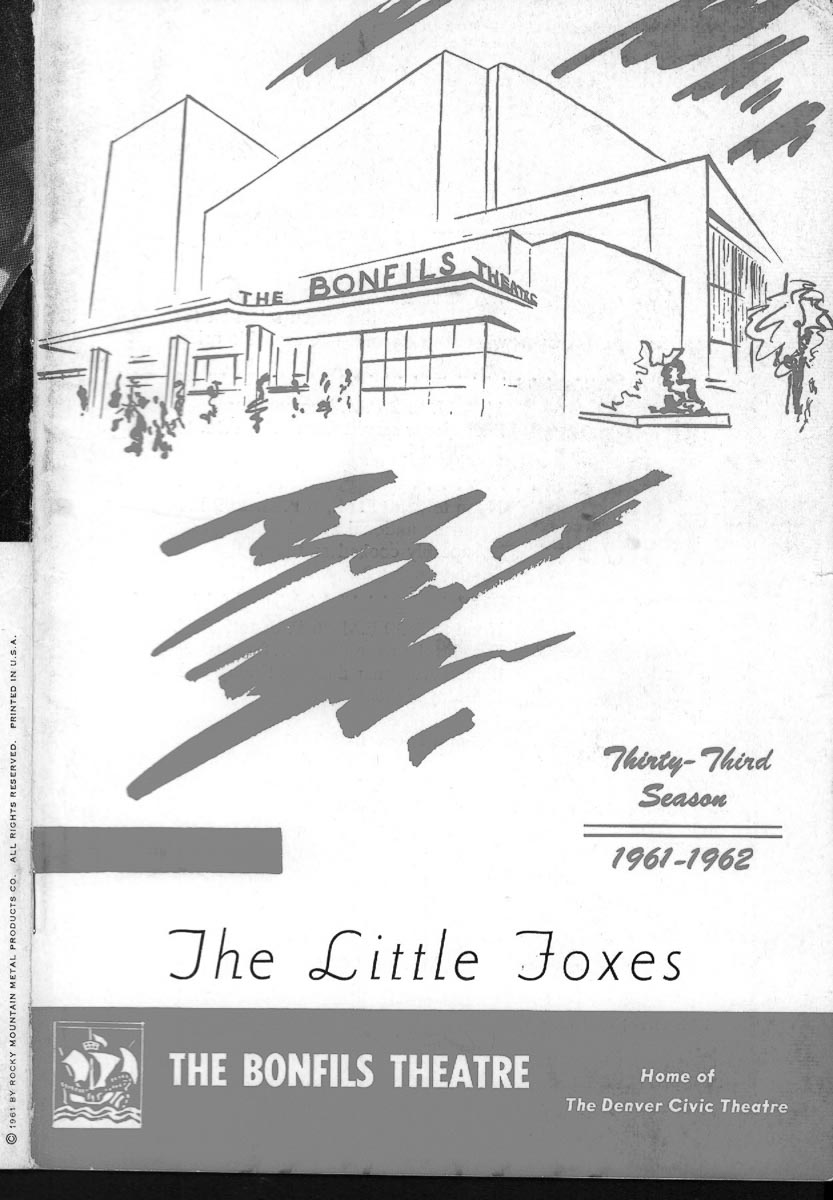 THE BONFILS THEATRE
Thirty-Third
Season
1961-1962
The Little Foxes
THE BONFILS THEATRE
Home of
The Denver Civic Theatre
© 1961 BY ROCKY MOUNTAIN METAL PRODUCTS CO. ALL RIGHTS RESERVED. PRINTED IN U.S.A.